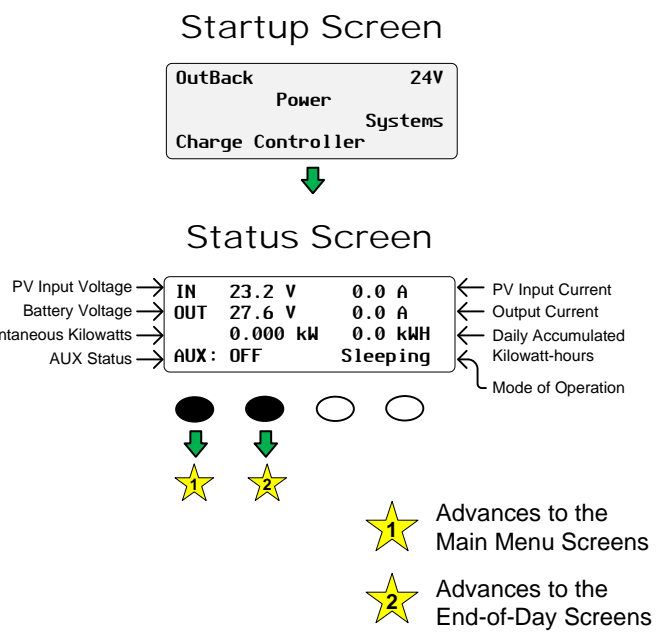 Startup Screen
OutBack 24V
Power
Systems
Charge Controller
Status Screen
PV Input Voltage
Battery Voltage
ntaneous Kilowatts
AUX Status
IN 23.2 V 0.0 A
OUT 27.6 V 0.0 A
0.000 kW 0.0 kWH
AUX: OFF Sleeping
PV Input Current
Output Current
Daily Accumulated
Kilowatt-hours
Mode of Operation
1
2
1
Advances to the
Main Menu Screens
2
Advances to the
End-of-Day Screens